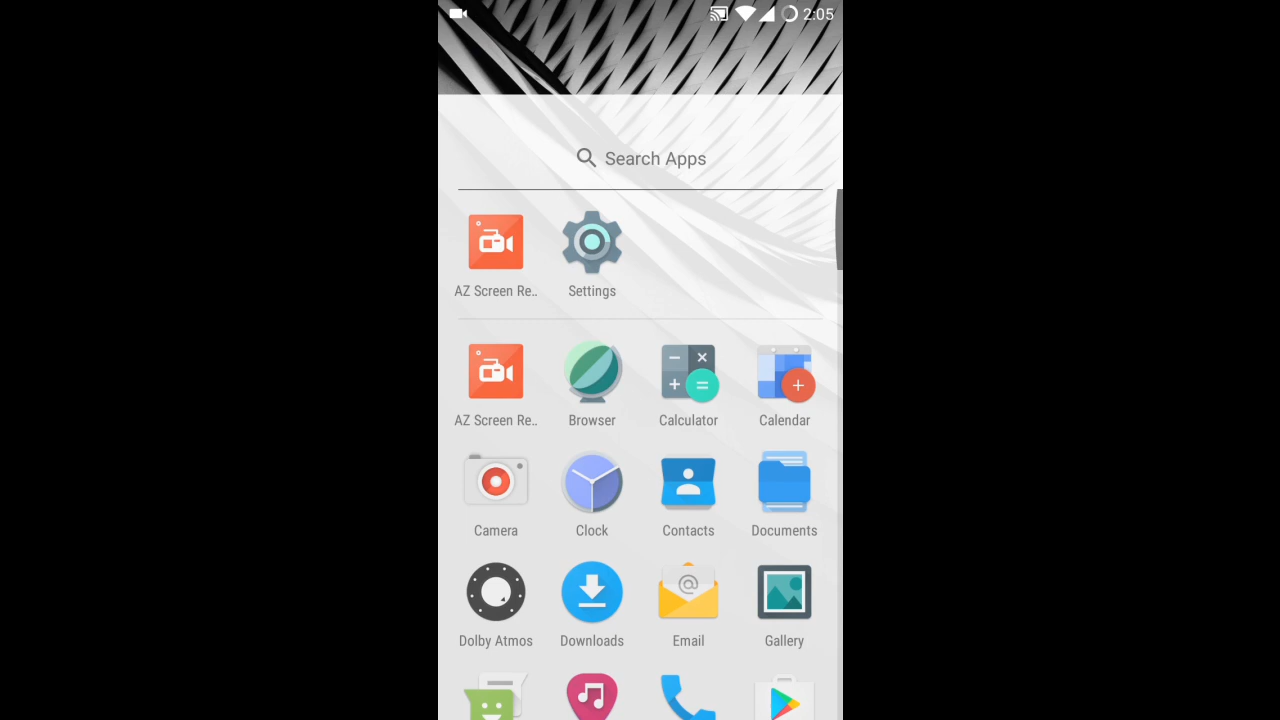 2:05
Search Apps
AZ Screen Re..
Settings
AZ Screen Re..
Browser
Calculator
Calendar
Camera
Clock
Contacts
Documents
Dolby Atmos
Downloads
Email
Gallery